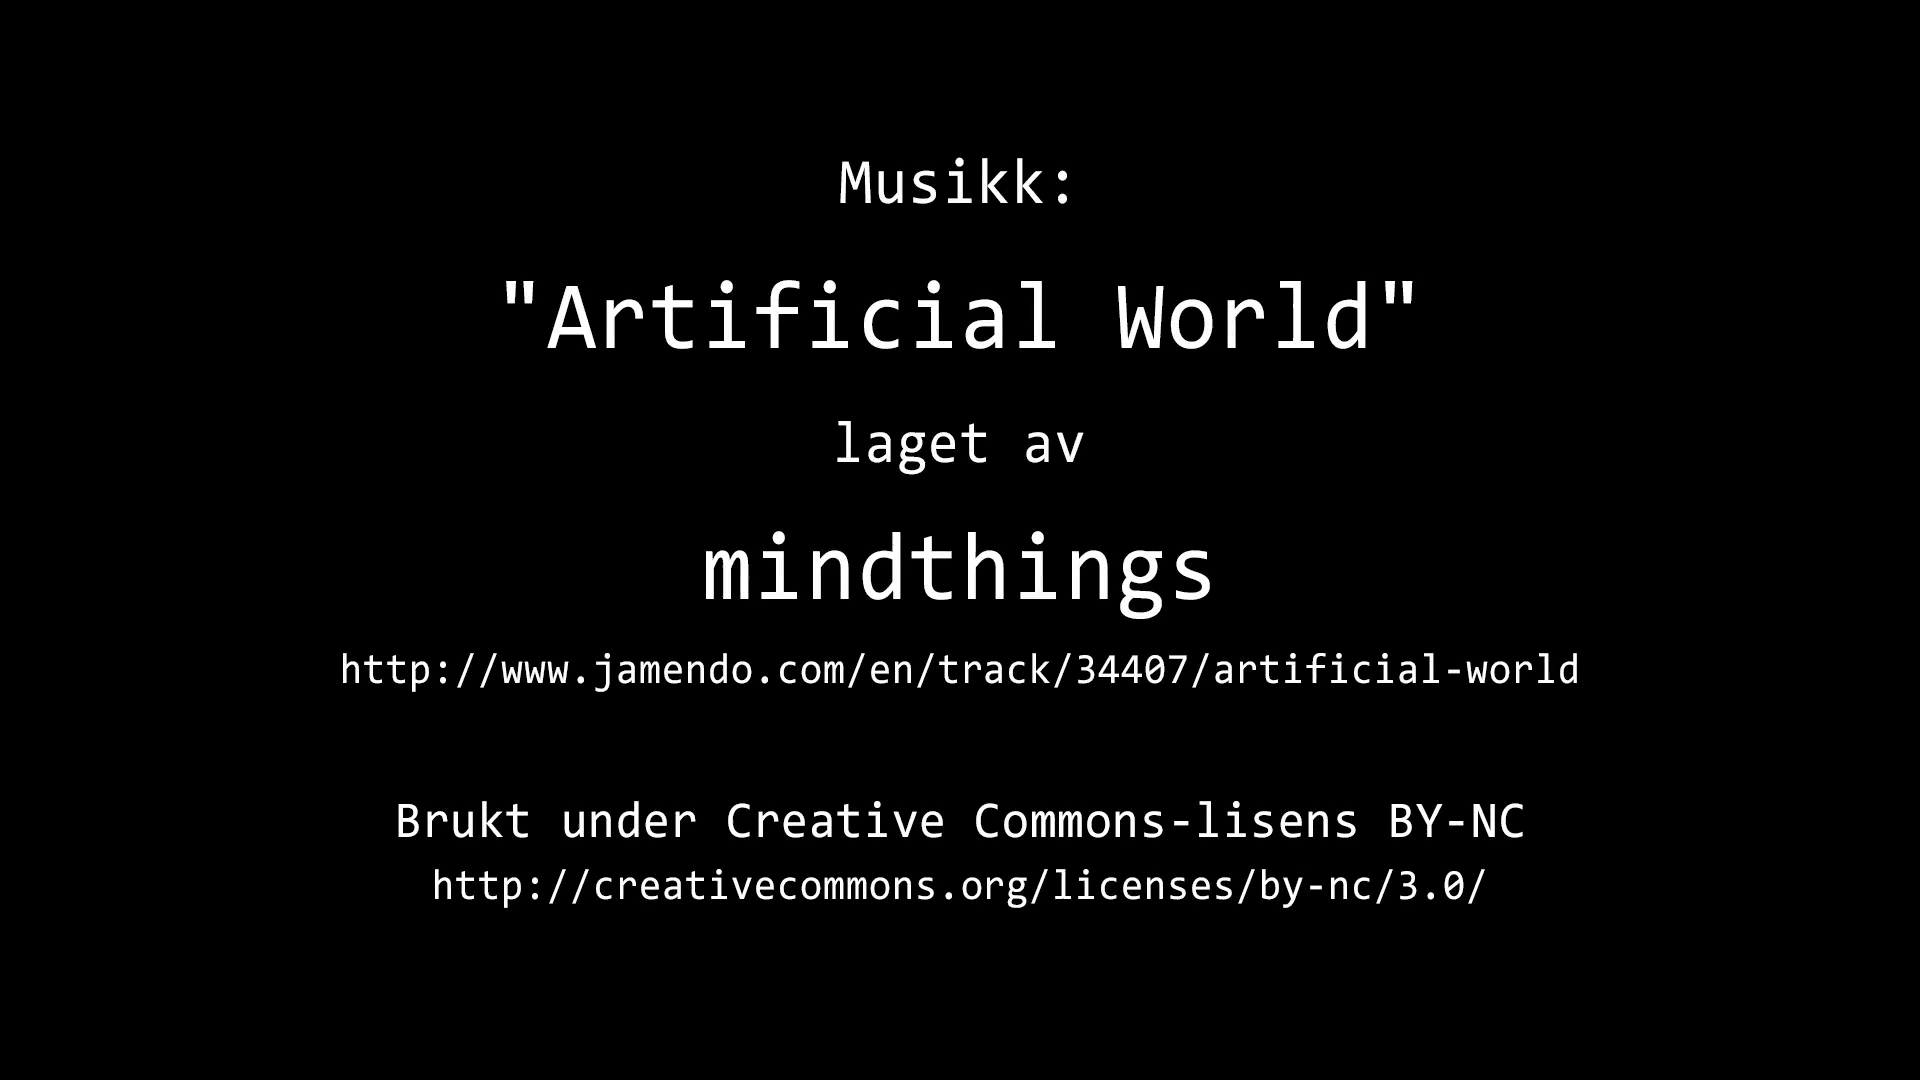 Musikk:
"Artificial World"
laget av
mindthings
http://www.jamendo.com/en/track/34407/artificial-world
Brukt under Creative Commons-lisens BY-NC
http://creativecommons.org/licenses/by-nc/3.0/